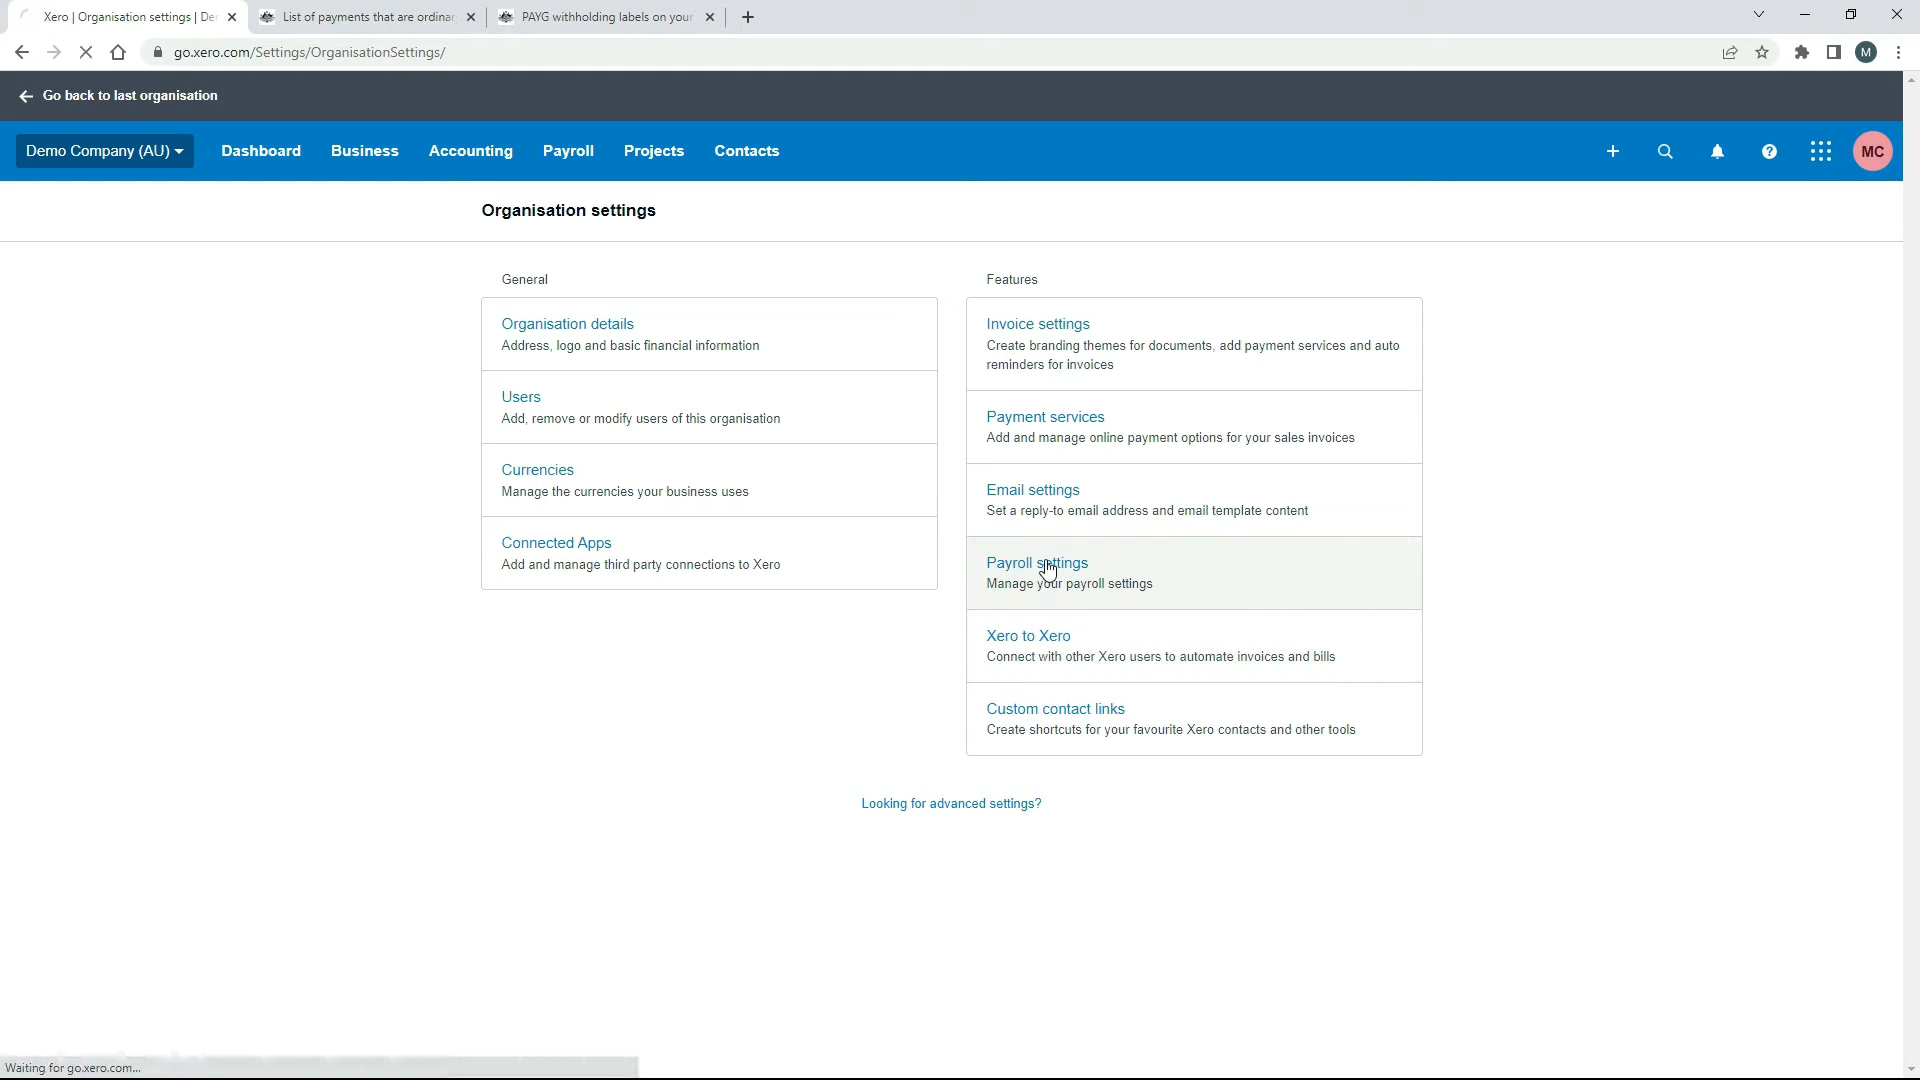 Xero | Organisation settings | De
List of payments that are ordinar
PAYG withholding labels on your
go.xero.com/Settings/OrganisationSettings/
M
Go back to last organisation
Demo Company (AU)
Dashboard
Business
Accounting
Payroll
Projects
Contacts
MC
Organisation settings
General
Organisation details
Address, logo and basic financial information
Users
Add, remove or modify users of this organisation
Currencies
Manage the currencies your business uses
Connected Apps
Add and manage third party connections to Xero
Features
Invoice settings
Create branding themes for documents, add payment services and auto
reminders for invoices
Payment services
Add and manage online payment options for your sales invoices
Email settings
Set a reply-to email address and email template content
Payroll settings
Manage your payroll settings
Xero to Xero
Connect with other Xero users to automate invoices and bills
Custom contact links
Create shortcuts for your favourite Xero contacts and other tools
Looking for advanced settings?
Waiting for go.xero.com...